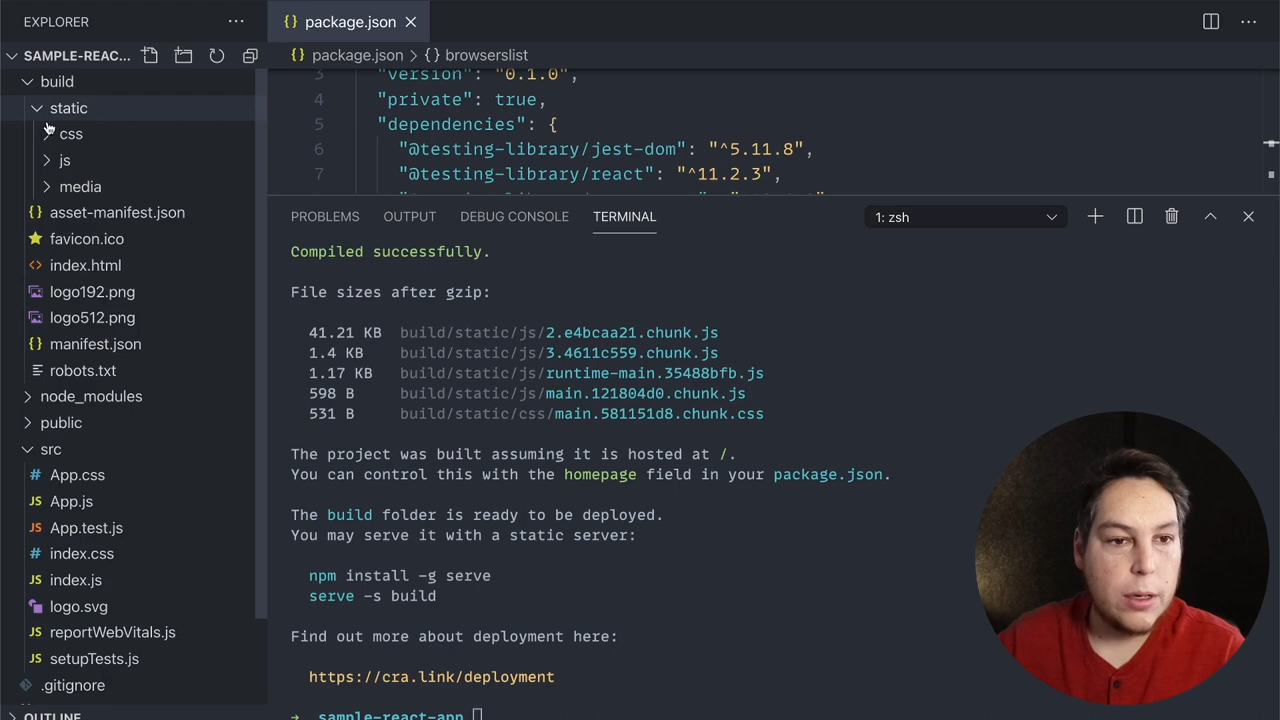 EXPLORER
SAMPLE-REAC...
build
static
css
js
media
asset-manifest.json
favicon.ico
index.html
logo192.png
logo512.png
manifest.json
robots.txt
node_modules
public
src
App.css
App.js
App.test.js
index.css
index.js
logo.svg
reportWebVitals.js
setupTests.js
.gitignore
OUTLINE
{} package.json
{} package.json > {} browserslist
3 "version": "0.1.0",
4 "private": true,
5 "dependencies": {
6 "@testing-library/jest-dom": "^5.11.8",
7 "@testing-library/react": "^11.2.3",
PROBLEMS OUTPUT DEBUG CONSOLE TERMINAL 1: zsh
Compiled successfully.
File sizes after gzip:
41.21 KB build/static/js/2.e4bcaa21.chunk.js
1.4 KB build/static/js/3.4611c559.chunk.js
1.17 KB build/static/js/runtime-main.35488bfb.js
598 B build/static/js/main.121804d0.chunk.js
531 B build/static/css/main.581151d8.chunk.css
The project was built assuming it is hosted at /.
You can control this with the homepage field in your package.json.
The build folder is ready to be deployed.
You may serve it with a static server:
npm install -g serve
serve -s build
Find out more about deployment here:
https://cra.link/deployment
→ sample-react-app